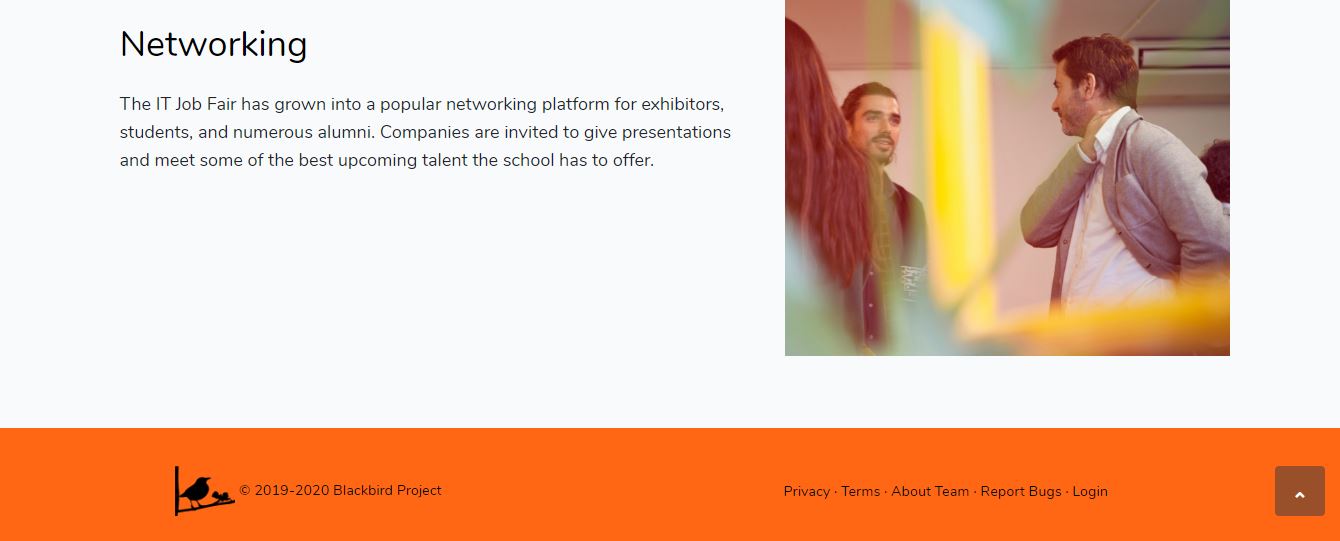 Networking
The IT Job Fair has grown into a popular networking platform for exhibitors,
students, and numerous alumni. Companies are invited to give presentations
and meet some of the best upcoming talent the school has to offer.
© 2019-2020 Blackbird Project
Privacy · Terms · About Team · Report Bugs · Login